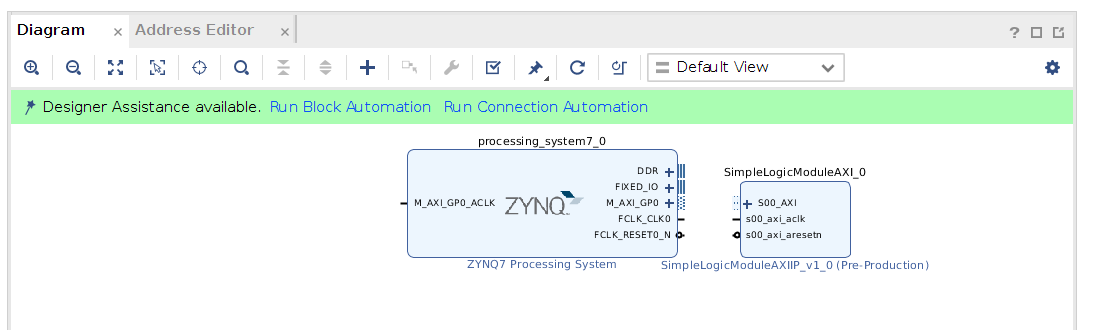 Diagram × Address Editor ×
? 
Default View
Designer Assistance available. Run Block Automation Run Connection Automation
processing_system7_0
DDR
FIXED_IO
M_AXI_GP0_ACLK
ZYNQ
M_AXI_GP0
FCLK_CLK0
FCLK_RESET0_N
ZYNQ7 Processing System
SimpleLogicModuleAXI_0
S00_AXI
s00_axi_aclk
s00_axi_aresetn
SimpleLogicModuleAXIIP_v1_0 (Pre-Production)